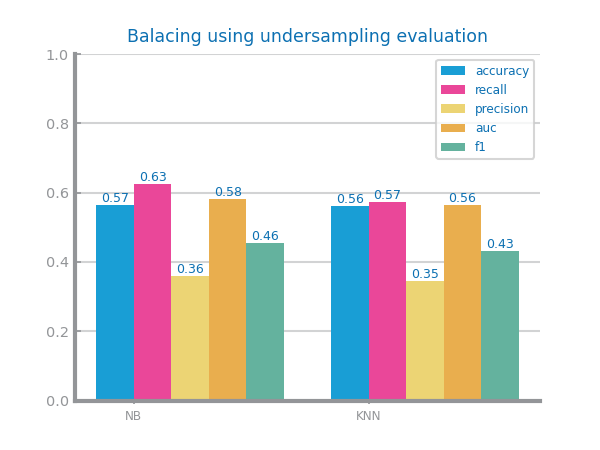 Balacing using undersampling evaluation
1.0
0.8
0.6
0.4
0.2
0.0
accuracy
recall
precision
auc
f1
0.57
0.63
0.36
0.58
0.46
0.56
0.57
0.35
0.56
0.43
NB
KNN